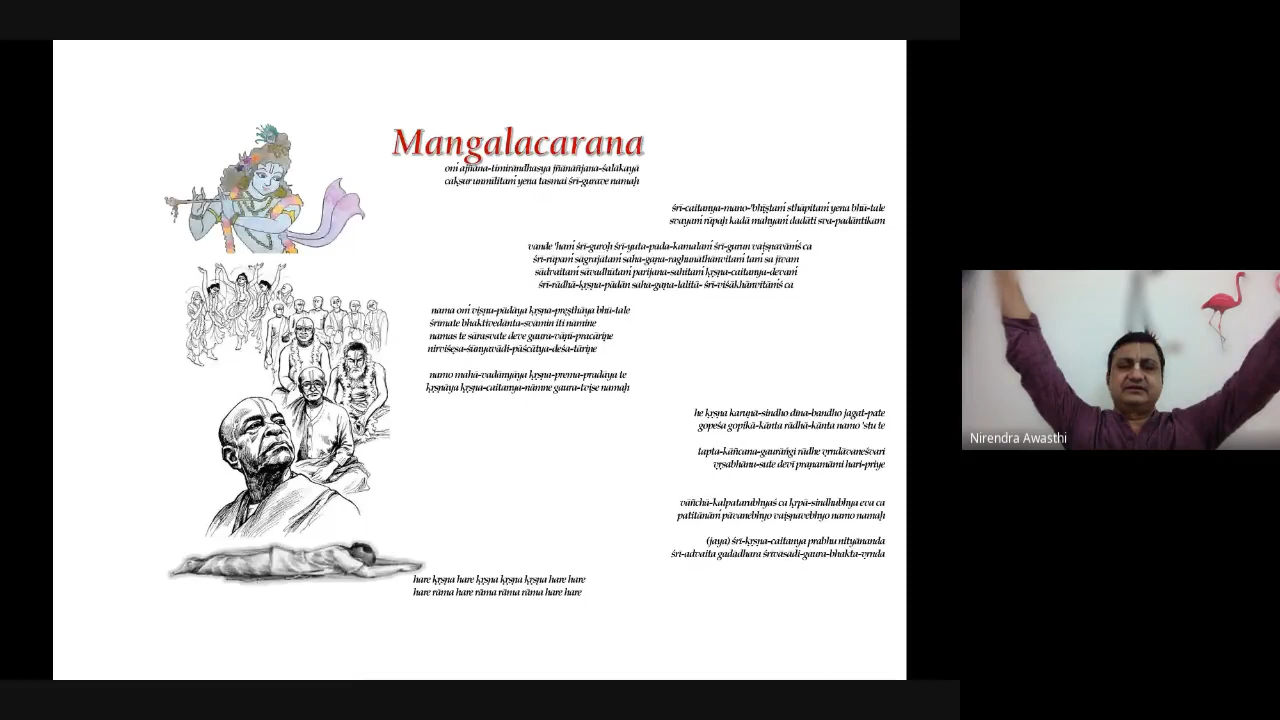 Mangalacarana
oṁ ajñāna-timirāndhasya jñānāñjana-śalākayā
cakṣur unmīlitaṁ yena tasmai śrī-gurave namaḥ
śrī-caitanya-mano-'bhīṣṭaṁ sthāpitaṁ yena bhū-tale
svayaṁ rūpaḥ kadā mahyaṁ dadāti sva-padāntikam
vande 'haṁ śrī-guroḥ śrī-yuta-pada-kamalaṁ śrī-gurun vaiṣṇavāṁś ca
śrī-rūpaṁ sāgrajātaṁ saha-gaṇa-raghunāthānvitaṁ taṁ sa jīvam
sādvaitaṁ sāvadhūtaṁ parijana-sahitaṁ kṛṣṇa-caitanya-devaṁ
śrī-rādhā-kṛṣṇa-pādān saha-gaṇa-lalitā- śrī-viśākhānvitāṁś ca
nama oṁ viṣṇu-pādāya kṛṣṇa-preṣṭhāya bhū-tale
śrīmate bhaktivedānta-svāmin iti nāmine
namas te sārasvate deve gaura-vāṇī-pracāriṇe
nirviśeṣa-śūnyavādi-pāścātya-deśa-tāriṇe
namo mahā-vadānyāya kṛṣṇa-prema-pradāya te
kṛṣṇāya kṛṣṇa-caitanya-nāmne gaura-tviṣe namaḥ
he kṛṣṇa karuṇā-sindho dīna-bandho jagat-pate
gopeśa gopikā-kānta rādhā-kānta namo 'stu te
tapta-kāñcana-gaurāṅgi rādhe vṛndāvaneśvari
vṛṣabhānu-sute devī praṇamāmi hari-priye
vāñchā-kalpatarubhyaś ca kṛpā-sindhubhya eva ca
patitānāṁ pāvanebhyo vaiṣṇavebhyo namo namaḥ
(jaya) śrī-kṛṣṇa-caitanya prabhu nityānanda
śrī-advaita gadādhara śrīvāsādi-gaura-bhakta-vṛnda
hare kṛṣṇa hare kṛṣṇa kṛṣṇa kṛṣṇa hare hare
hare rāma hare rāma rāma rāma hare hare
Nirendra Awasthi